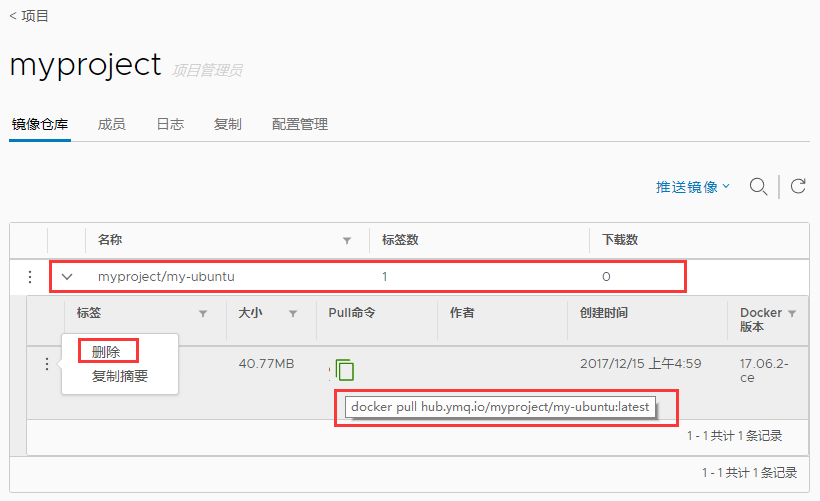 < 项目
myproject 项目管理员
镜像仓库 成员 日志 复制 配置管理
推送镜像
名称 标签数 下载数
myproject/my-ubuntu 1 0
标签 大小 Pull命令 作者 创建时间 Docker
版本
删除
复制摘要
40.77MB 2017/12/15 上午4:59 17.06.2-
ce
docker pull hub.ymq.io/myproject/my-ubuntu:latest
1 - 1 共计 1 条记录
1 - 1 共计 1 条记录